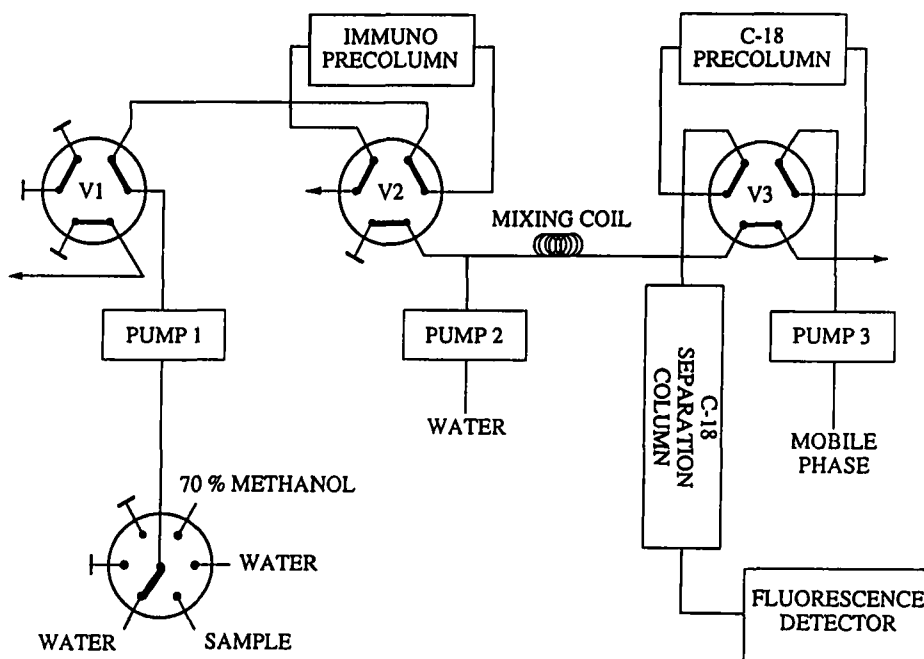 IMMUNO
PRECOLUMN
C-18
PRECOLUMN
V1
V2
V3
MIXING COIL
PUMP 1
PUMP 2
PUMP 3
C-18
SEPARATION
COLUMN
WATER
MOBILE
PHASE
70 % METHANOL
WATER
WATER
SAMPLE
FLUORESCENCE
DETECTOR